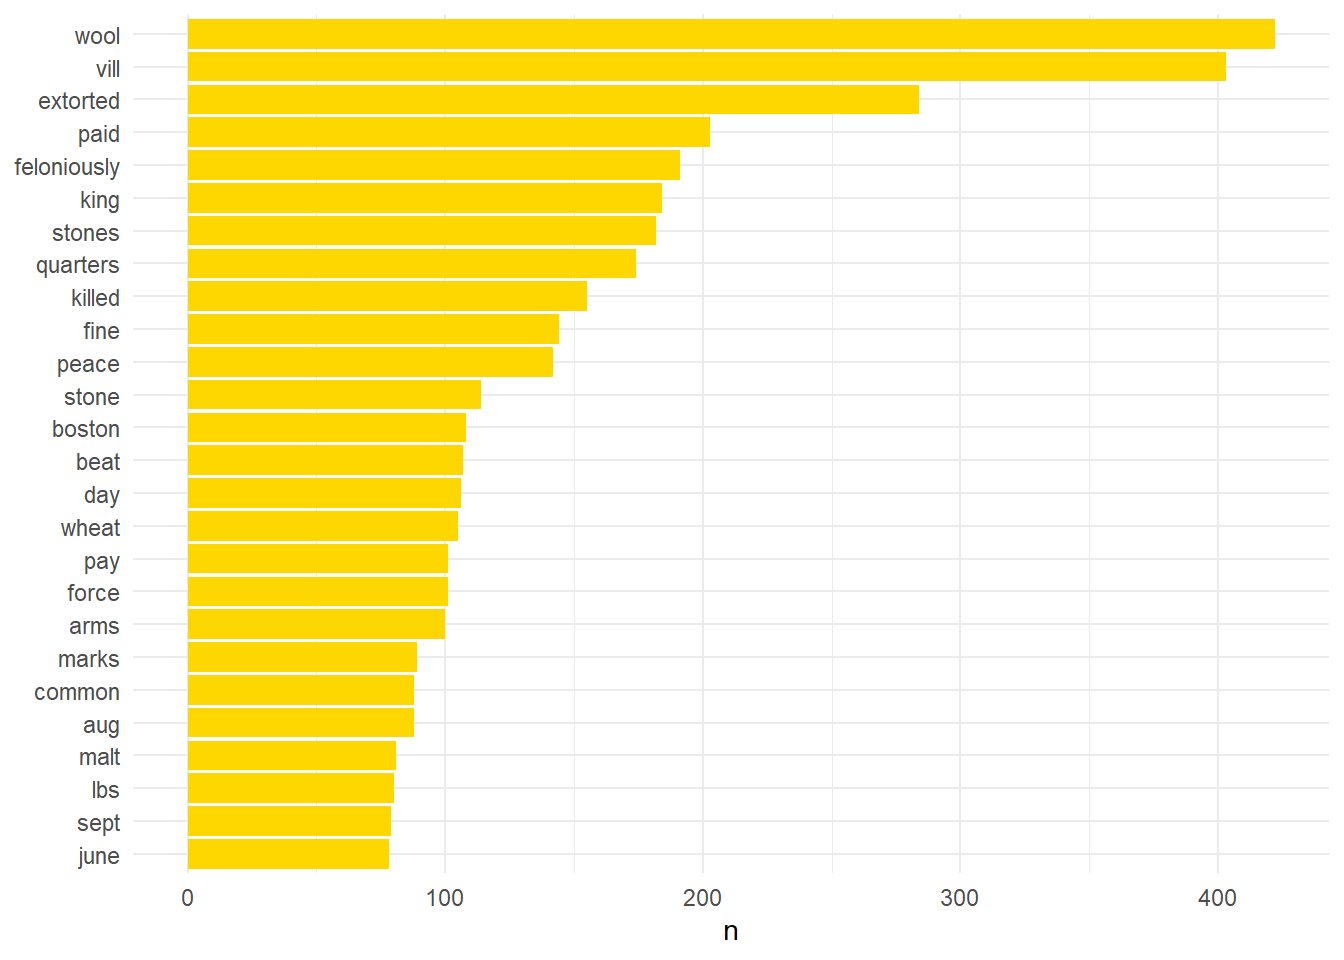 wool
vill
extorted
paid
feloniously
king
stones
quarters
killed
fine
peace
stone
boston
beat
day
wheat
pay
force
arms
marks
common
aug
malt
lbs
sept
june
0 100 200 300 400
n